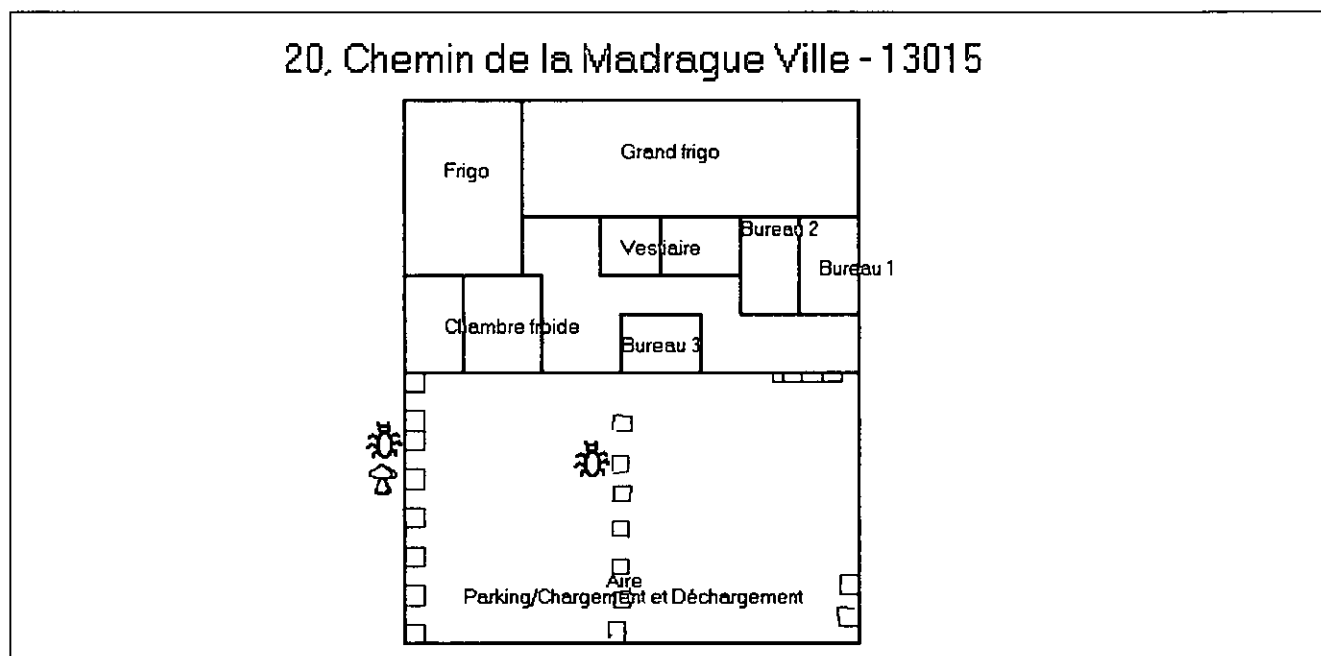 20, Chemin de la Madrague Ville - 13015
Grand frigo
Frigo
Bureau 2
Vestiaire
Bureau 1
Chambre froide
Bureau 3
Aire
Parking/Chargement et Déchargement